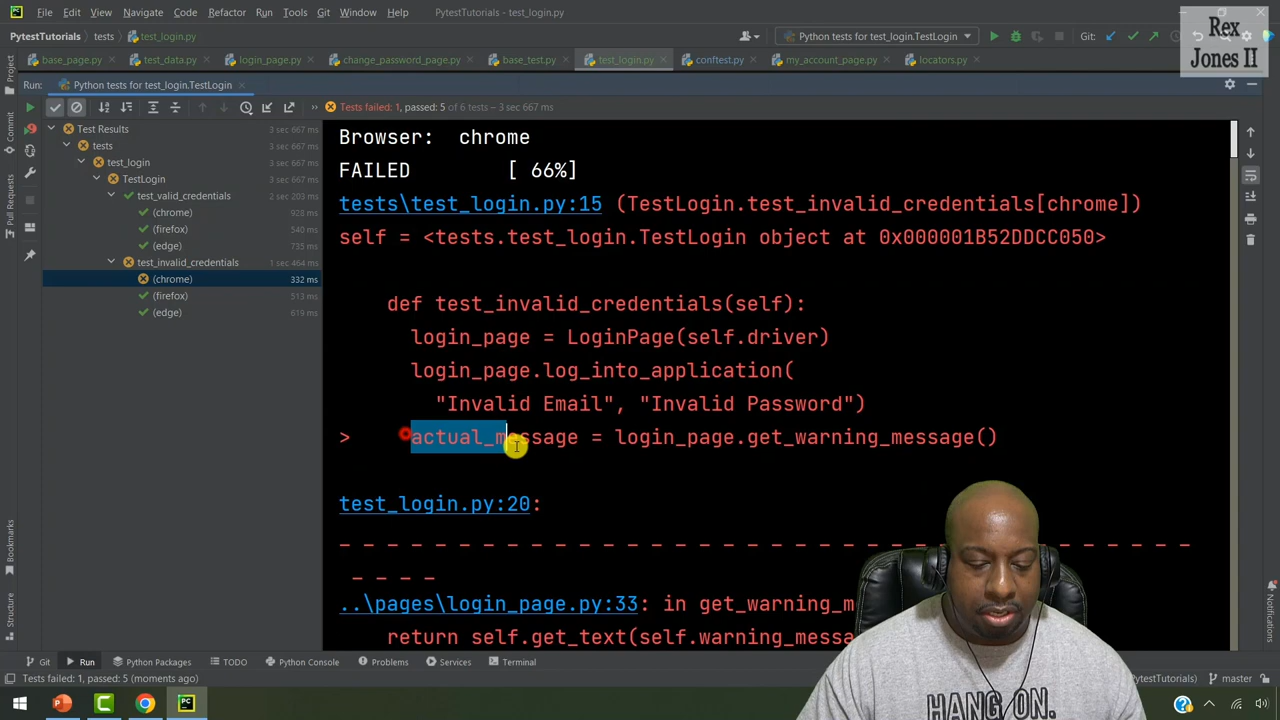 File Edit View Navigate Code Refactor Run Tools Git Window Help PytestTutorials - test_login.py
Rex
Jones II
PytestTutorials tests test_login.py Python tests for test_login.TestLogin Git:
base_page.py test_data.py login_page.py change_password_page.py base_test.py test_login.py conftest.py my_account_page.py locators.py
Project
Commit
Pull Requests
Bookmarks
Structure
Notifications
Run: Python tests for test_login.TestLogin
Tests failed: 1, passed: 5 of 6 tests – 3 sec 667 ms
Test Results 3 sec 667 ms
tests 3 sec 667 ms
test_login 3 sec 667 ms
TestLogin 3 sec 667 ms
test_valid_credentials 2 sec 203 ms
(chrome) 928 ms
(firefox) 540 ms
(edge) 735 ms
test_invalid_credentials 1 sec 464 ms
(chrome) 332 ms
(firefox) 513 ms
(edge) 619 ms
Browser: chrome
FAILED [ 66%]
tests\test_login.py:15 (TestLogin.test_invalid_credentials[chrome])
self = <tests.test_login.TestLogin object at 0x000001B52DDCC050>
def test_invalid_credentials(self):
login_page = LoginPage(self.driver)
login_page.log_into_application(
"Invalid Email", "Invalid Password")
> actual_message = login_page.get_warning_message()
test_login.py:20:
_ _ _ _ _ _ _ _ _ _ _ _ _ _ _ _ _ _ _ _ _ _ _ _ _ _ _ _ _ _ _ _ _ _ _ _
_ _ _ _
..\pages\login_page.py:33: in get_warning_m
return self.get_text(self.warning_messa
HANG ON.
Git Run Python Packages TODO Python Console Problems Services Terminal
Tests failed: 1, passed: 5 (moments ago) PytestTutorials) master